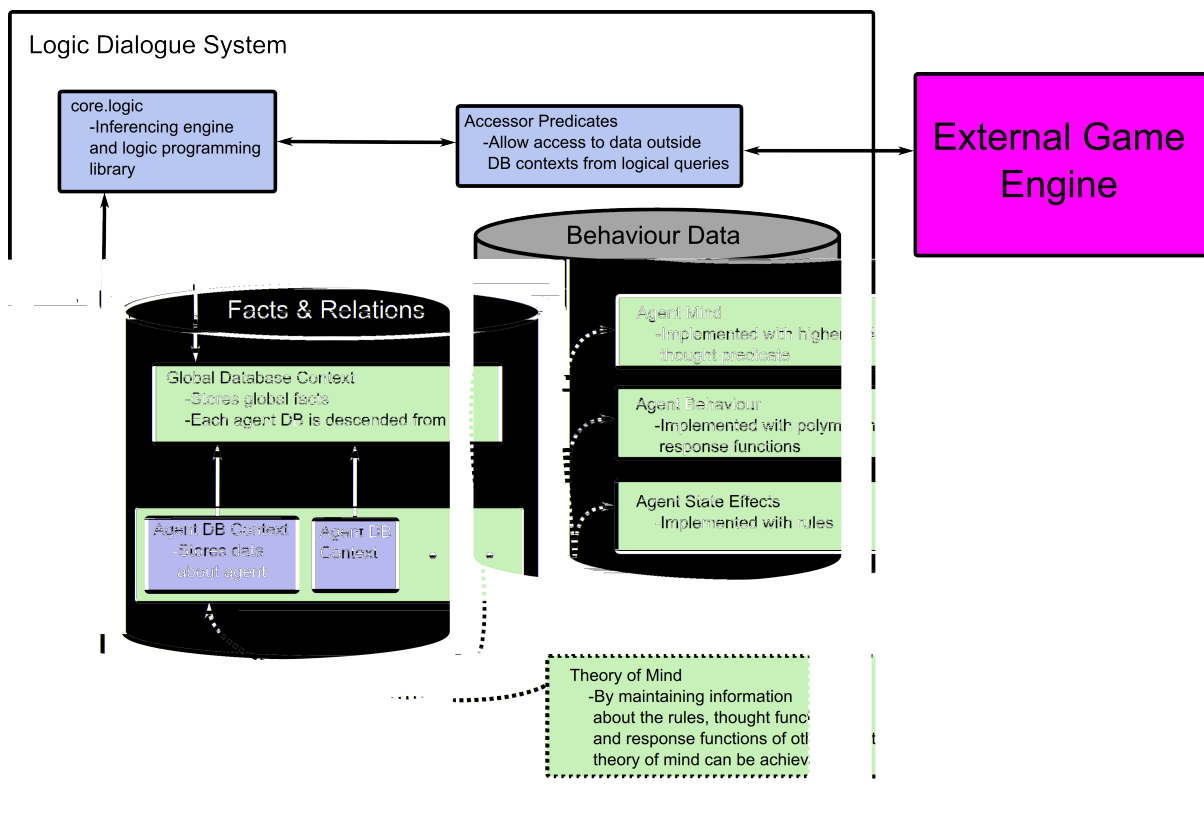 Logic Dialogue System
core.logic
-Inferencing engine
and logic programming
library
Accessor Predicates
-Allow access to data outside
DB contexts from logical queries
External Game
Engine
Behaviour Data
Facts & Relations
Agent Mind
-Implemented with higher
thought predicate
Global Database Context
-Stores global facts
-Each agent DB is descended from
Agent Behaviour
-Implemented with
response functions
Agent State Effects
-Implemented with rules
Agent DB Context
-Stores data
about agent
Agent DB
Context
Theory of Mind
-By maintaining information
about the rules, thought
and response functions of
theory of mind can be